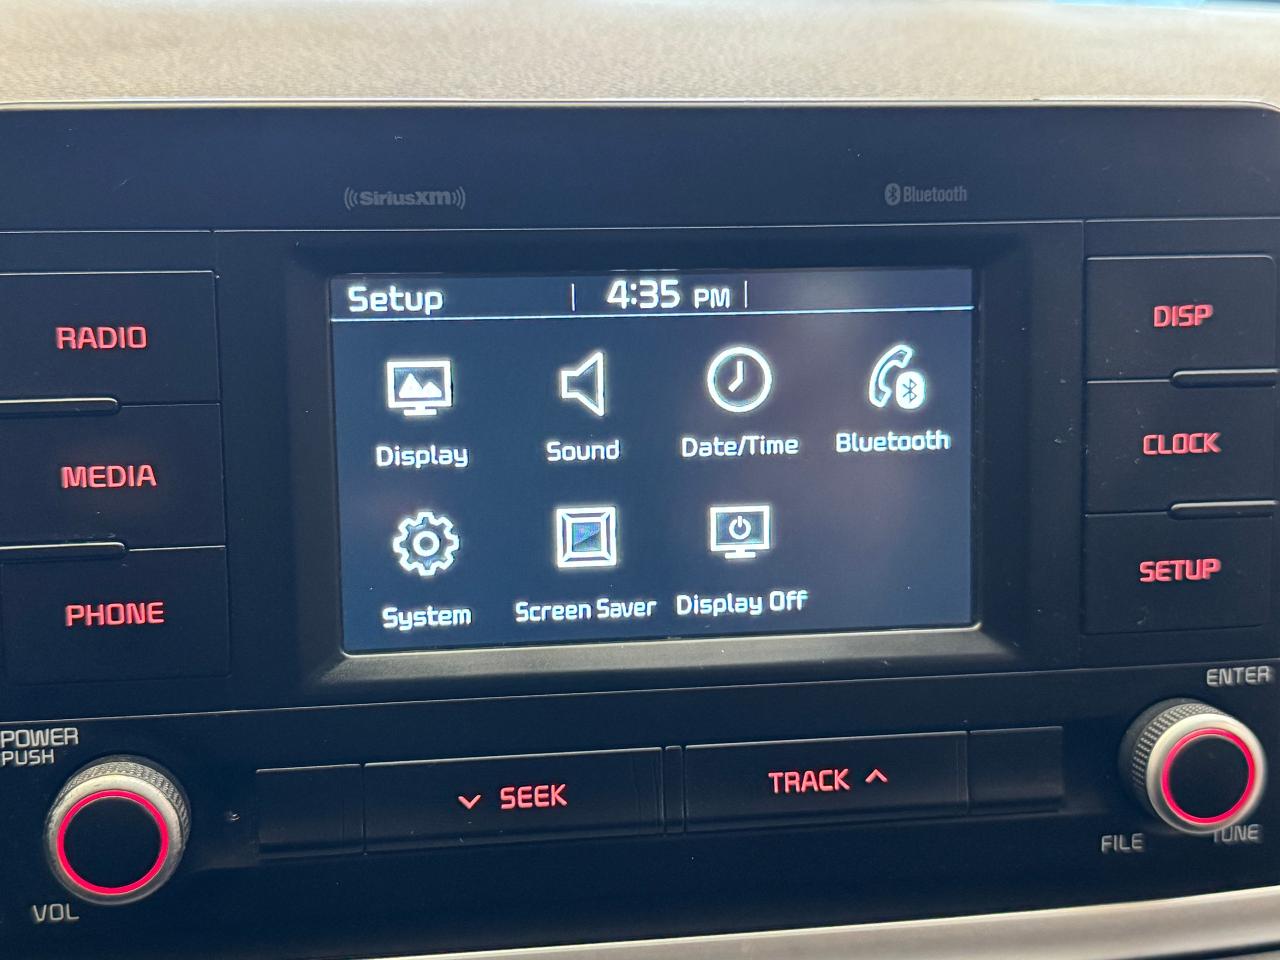 ((SiriusXM))
Bluetooth
Setup
4:35 PM
RADIO
MEDIA
PHONE
Display
Sound
Date/Time
Bluetooth
System
Screen Saver
Display Off
DISP
CLOCK
SETUP
POWER
PUSH
VOL
SEEK
TRACK
ENTER
FILE
TUNE